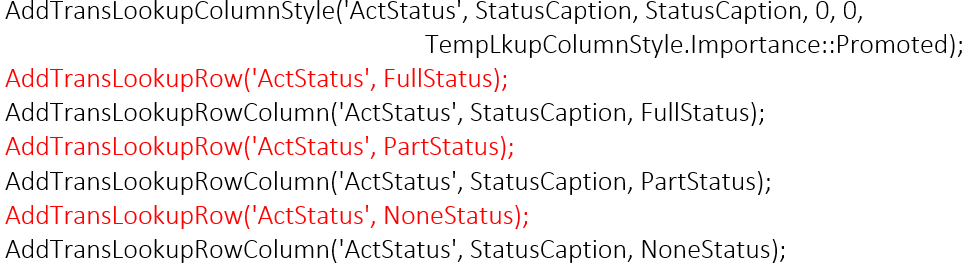 AddTransLookupColumnStyle('ActStatus', StatusCaption, StatusCaption, 0, 0,
TempLkupColumnStyle.Importance::Promoted);
AddTransLookupRow('ActStatus', FullStatus);
AddTransLookupRowColumn('ActStatus', StatusCaption, FullStatus);
AddTransLookupRow('ActStatus', PartStatus);
AddTransLookupRowColumn('ActStatus', StatusCaption, PartStatus);
AddTransLookupRow('ActStatus', NoneStatus);
AddTransLookupRowColumn('ActStatus', StatusCaption, NoneStatus);